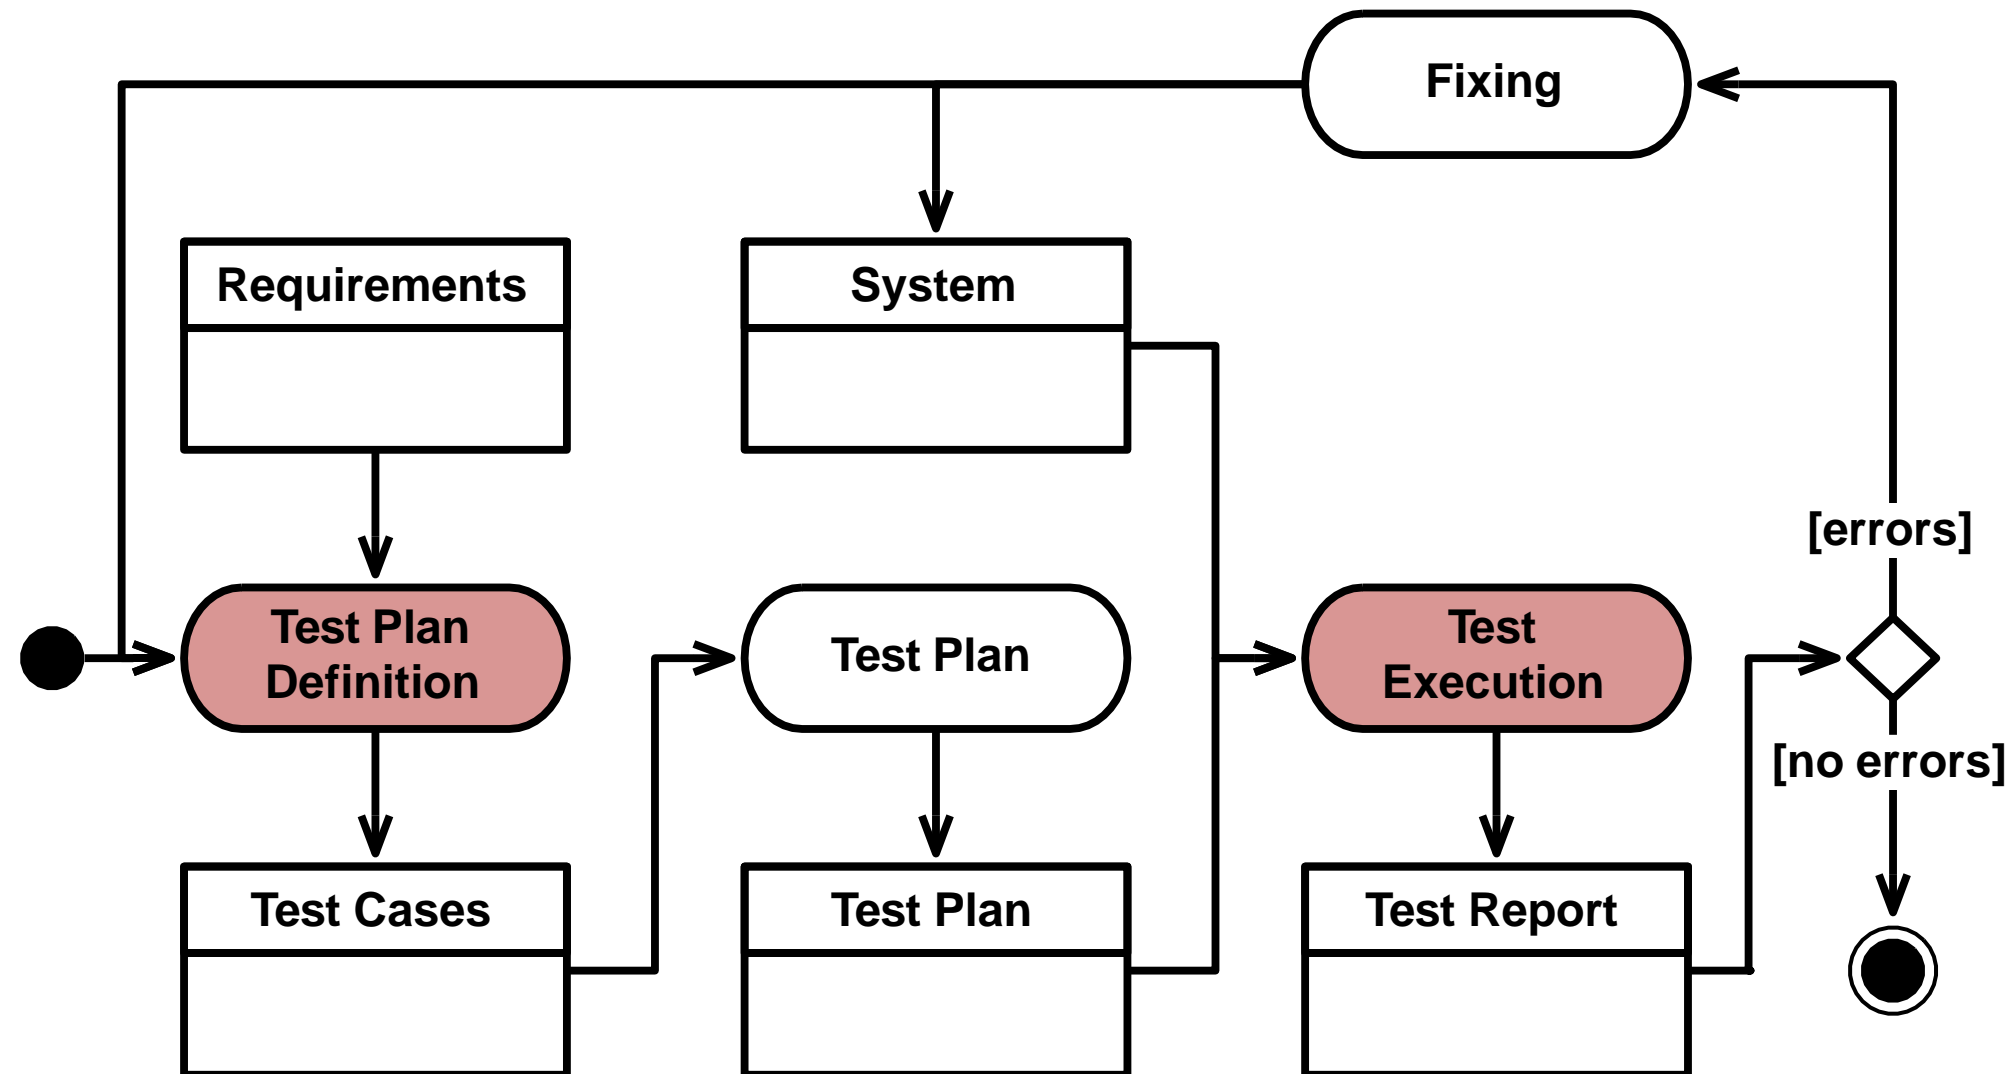 Fixing
Requirements
System
[errors]
Test Plan
Definition
Test Plan
Test
Execution
[no errors]
Test Cases
Test Plan
Test Report